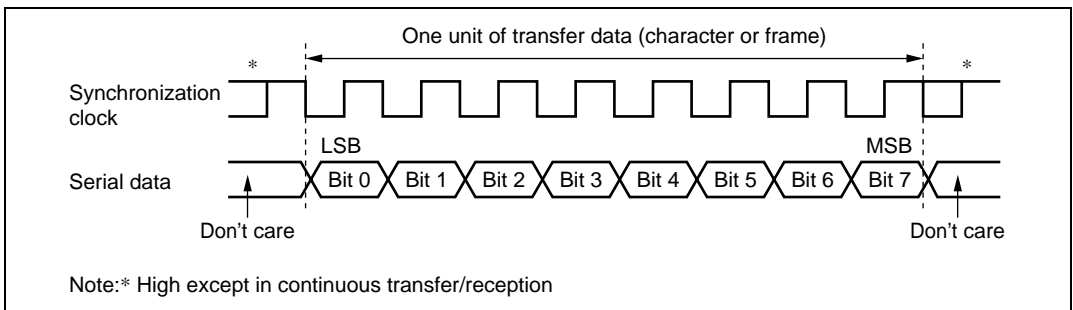 One unit of transfer data (character or frame)
* *
Synchronization
clock
LSB MSB
Serial data Bit 0 Bit 1 Bit 2 Bit 3 Bit 4 Bit 5 Bit 6 Bit 7
Don't care Don't care
Note:* High except in continuous transfer/reception